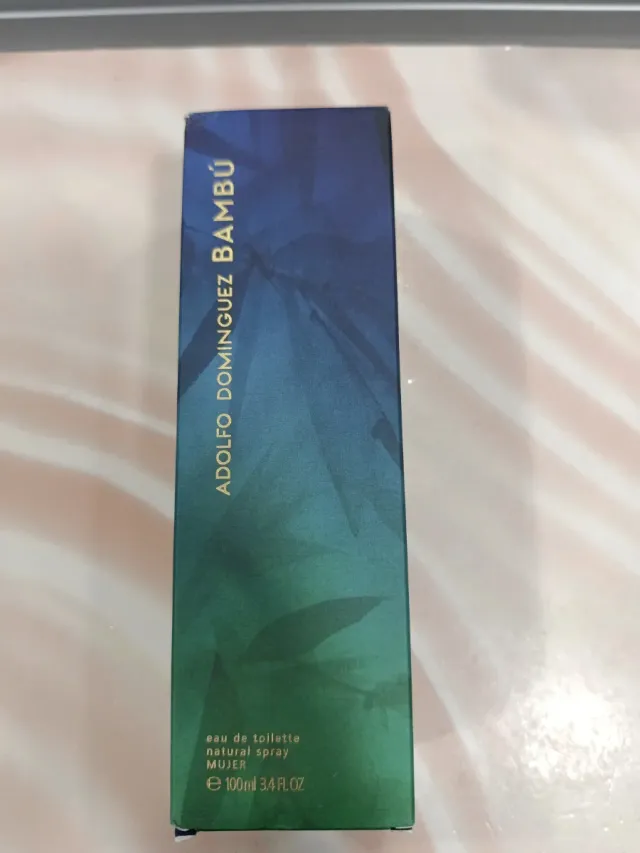 ADOLFO DOMINGUEZ BAMBÚ
eau de toilette
natural spray
MUJER
℮ 100ml 3.4 FL.OZ